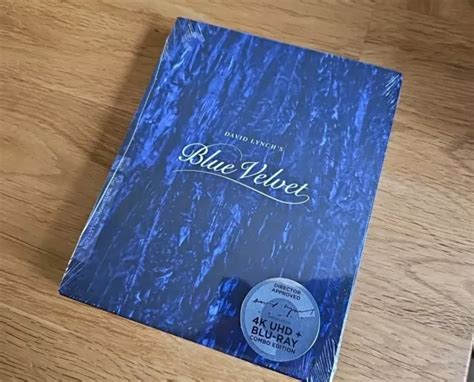 DAVID LYNCH'S
Blue Velvet
DIRECTOR
APPROVED
4K UHD +
BLU-RAY
COMBO EDITION